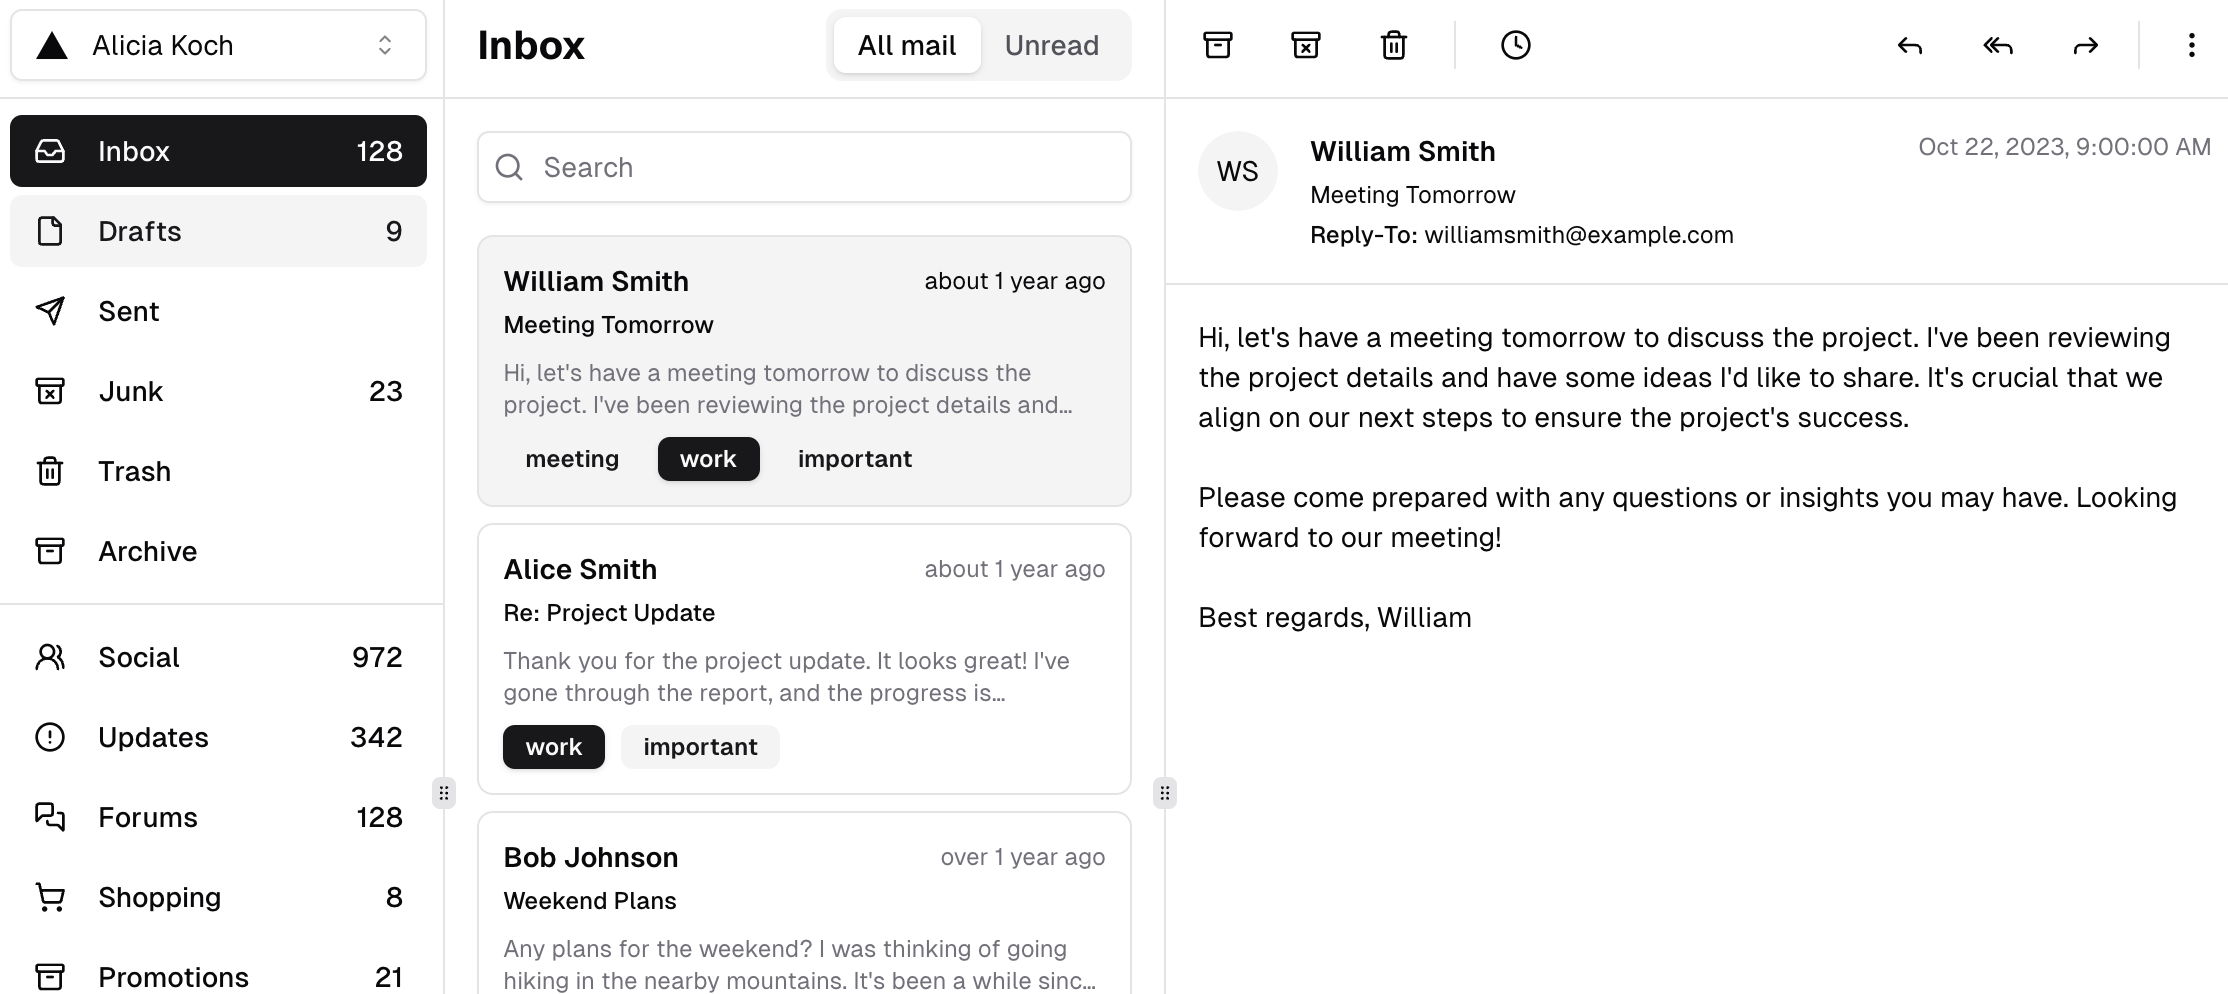 Alicia Koch
Inbox 128
Drafts 9
Sent
Junk 23
Trash
Archive
Social 972
Updates 342
Forums 128
Shopping 8
Promotions 21
Inbox
All mail Unread
Search
William Smith about 1 year ago
Meeting Tomorrow
Hi, let's have a meeting tomorrow to discuss the
project. I've been reviewing the project details and...
meeting work important
Alice Smith about 1 year ago
Re: Project Update
Thank you for the project update. It looks great! I've
gone through the report, and the progress is...
work important
Bob Johnson over 1 year ago
Weekend Plans
Any plans for the weekend? I was thinking of going
hiking in the nearby mountains. It's been a while sinc...
WS
William Smith Oct 22, 2023, 9:00:00 AM
Meeting Tomorrow
Reply-To: williamsmith@example.com
Hi, let's have a meeting tomorrow to discuss the project. I've been reviewing
the project details and have some ideas I'd like to share. It's crucial that we
align on our next steps to ensure the project's success.
Please come prepared with any questions or insights you may have. Looking
forward to our meeting!
Best regards, William